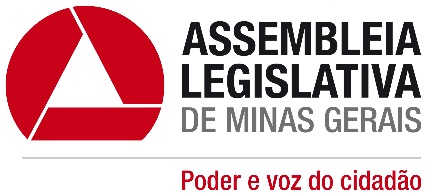 ASSEMBLEIA
LEGISLATIVA
DE MINAS GERAIS
Poder e voz do cidadão